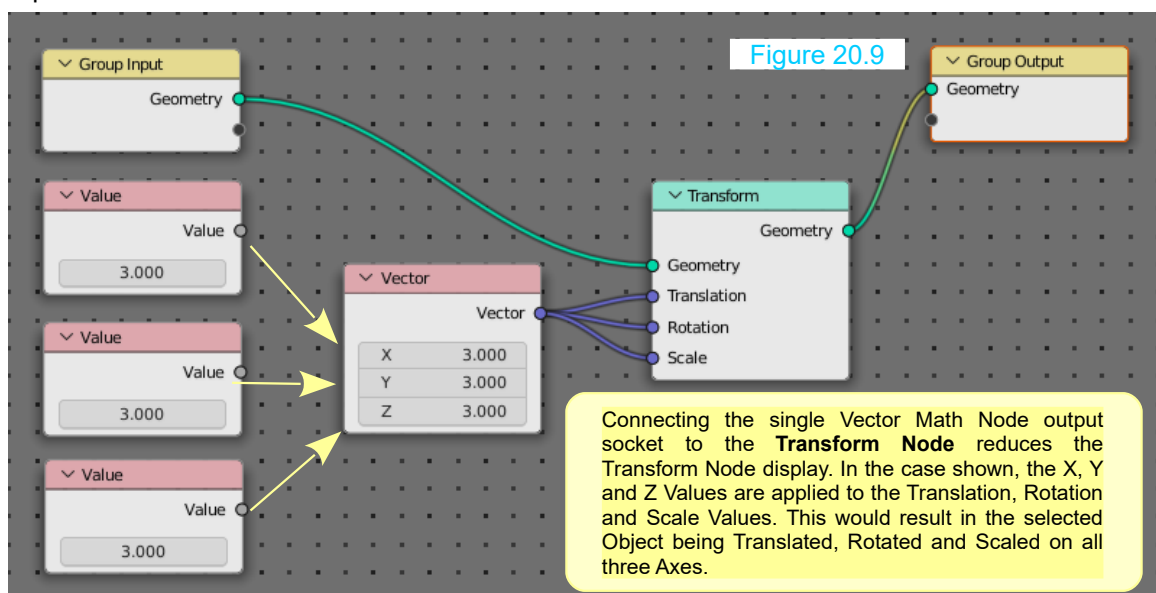 Figure 20.9
Group Input
Geometry
Value
Value
3.000
Value
Value
3.000
Value
Value
3.000
Vector
Vector
X 3.000
Y 3.000
Z 3.000
Transform
Geometry
Geometry
Translation
Rotation
Scale
Group Output
Geometry
Connecting the single Vector Math Node output
socket to the Transform Node reduces the
Transform Node display. In the case shown, the X, Y
and Z Values are applied to the Translation, Rotation
and Scale Values. This would result in the selected
Object being Translated, Rotated and Scaled on all
three Axes.